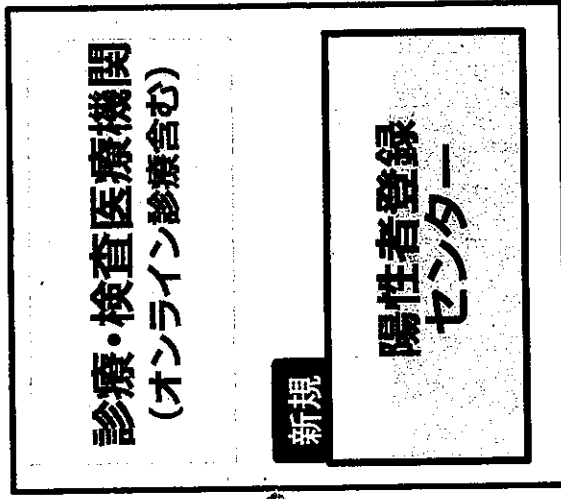 診療・検査医療機関
（オンライン診療含む）
新規
陽性者登録
センター